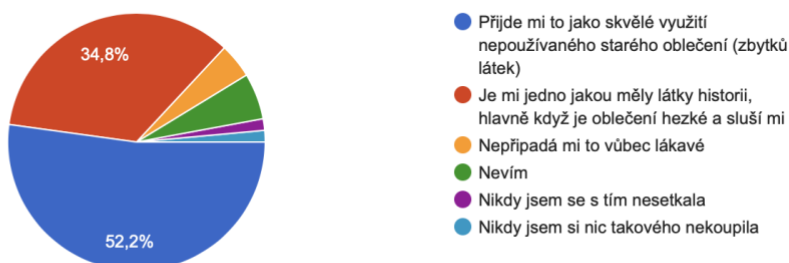 34,8%
52,2%
Přijde mi to jako skvělé využití
nepoužívaného starého oblečení (zbytků
látek)
Je mi jedno jakou měly látky historii,
hlavně když je oblečení hezké a sluší mi
Nepřipadá mi to vůbec lákavé
Nevím
Nikdy jsem se s tím nesetkala
Nikdy jsem si nic takového nekoupila